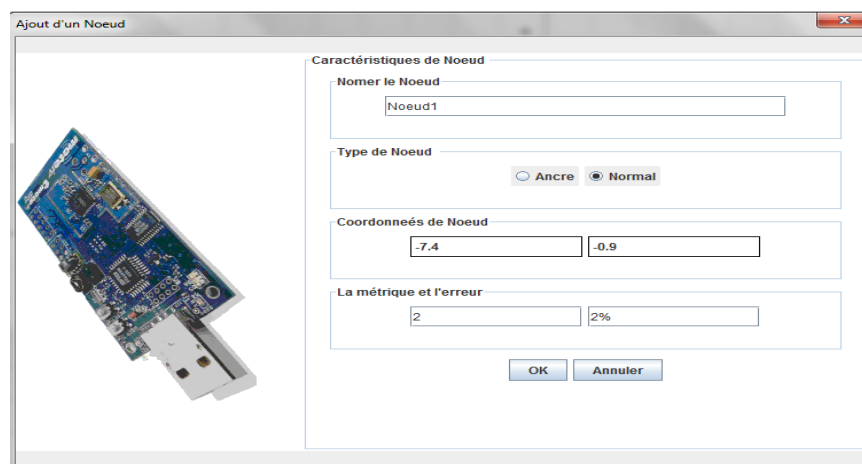 Ajout d'un Noeud
Caractéristiques de Noeud
Nomer le Noeud
Noeud1
Type de Noeud
Ancre Normal
Coordonneés de Noeud
-7.4 -0.9
La métrique et l'erreur
2 2%
OK Annuler